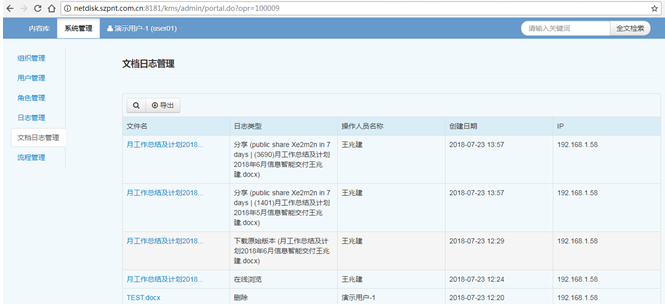 netdisk.szpnt.com.cn:8181/kms/admin/portal.do?opr=100009
内容库 系统管理 演示用户-1 (user01) 请输入关键词 全文检索
组织管理
用户管理
角色管理
日志管理
文档日志管理
流程管理
文档日志管理
导出
文件名 日志类型 操作人员名称 创建日期 IP
月工作总结及计划2018... 分享 (public share Xe2m2n in 7 王兆建 2018-07-23 13:57 192.168.1.58
days | (3690)月工作总结及计划
2018年6月信息智能交付王兆
建.docx)
月工作总结及计划2018... 分享 (public share Xe2m2n in 7 王兆建 2018-07-23 13:57 192.168.1.58
days | (1401)月工作总结及计划
2018年5月信息智能交付王兆
建.docx)
月工作总结及计划2018... 下载原始版本 (月工作总结及计 王兆建 2018-07-23 12:29 192.168.1.58
划2018年6月信息智能交付王
兆建.docx)
月工作总结及计划2018... 在线浏览 王兆建 2018-07-23 12:24 192.168.1.58
TEST.docx 删除 演示用户-1 2018-07-23 12:20 192.168.1.58